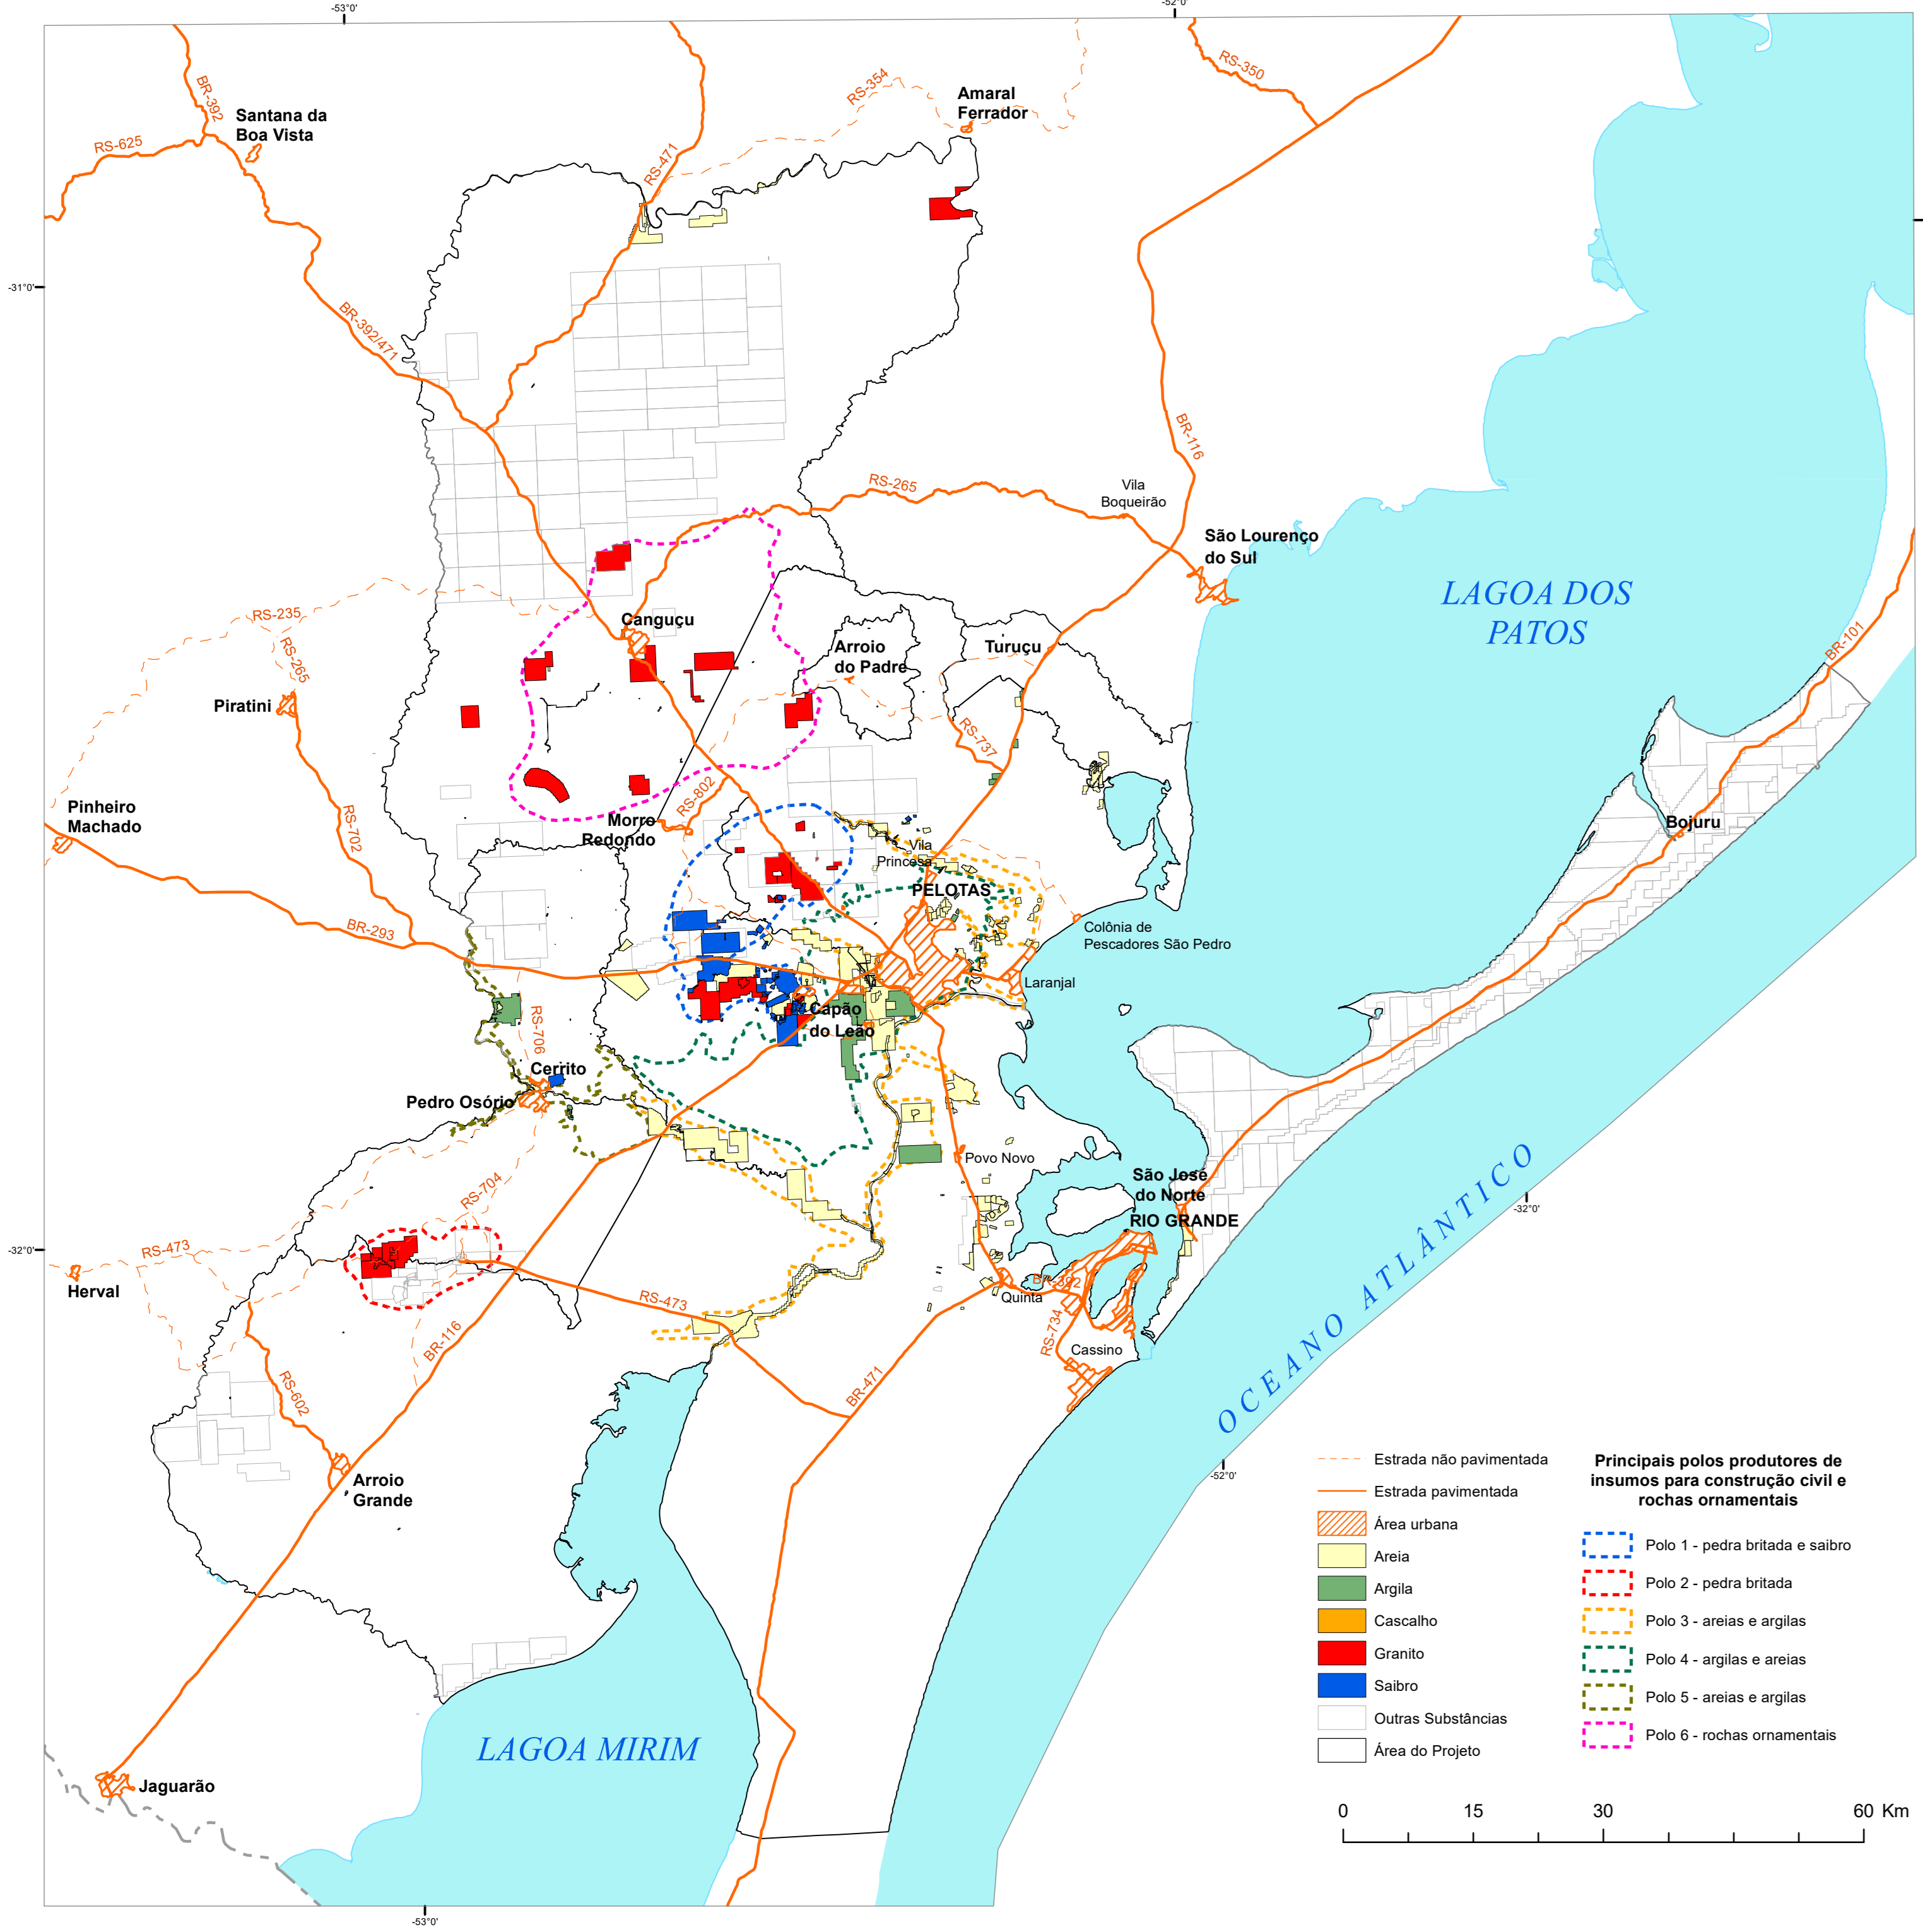 -53°0'
-52°0'
RS-350
BR-392
RS-354
Amaral
Ferrador
Santana da
Boa Vista
RS-625
RS-471
-31°0'
BR-392/471
BR-116
RS-265
Vila
Boqueirão
São Lourenço
do Sul
LAGOA DOS
PATOS
RS-235
Canguçu
RS-265
Arroio
do Padre
Turuçu
BR-101
Piratini
RS-737
RS-802
Pinheiro
Machado
RS-702
Morro
Redondo
Bojuru
Vila
Princesa
PELOTAS
BR-293
Colônia de
Pescadores São Pedro
Laranjal
Capão
do Leão
RS-706
Cerrito
Pedro Osório
Povo Novo
São José
do Norte
RIO GRANDE
OCEANO ATLÂNTICO
-32°0'
RS-704
-32°0'
RS-473
Herval
BR-392
Quinta
RS-473
RS-734
BR-116
Cassino
RS-602
BR-471
-52°0'
Arroio
Grande
LAGOA MIRIM
Jaguarão
-53°0'
Estrada não pavimentada
Estrada pavimentada
Área urbana
Areia
Argila
Cascalho
Granito
Saibro
Outras Substâncias
Área do Projeto
Principais polos produtores de
insumos para construção civil e
rochas ornamentais
Polo 1 - pedra britada e saibro
Polo 2 - pedra britada
Polo 3 - areias e argilas
Polo 4 - argilas e areias
Polo 5 - areias e argilas
Polo 6 - rochas ornamentais
0 15 30 60 Km